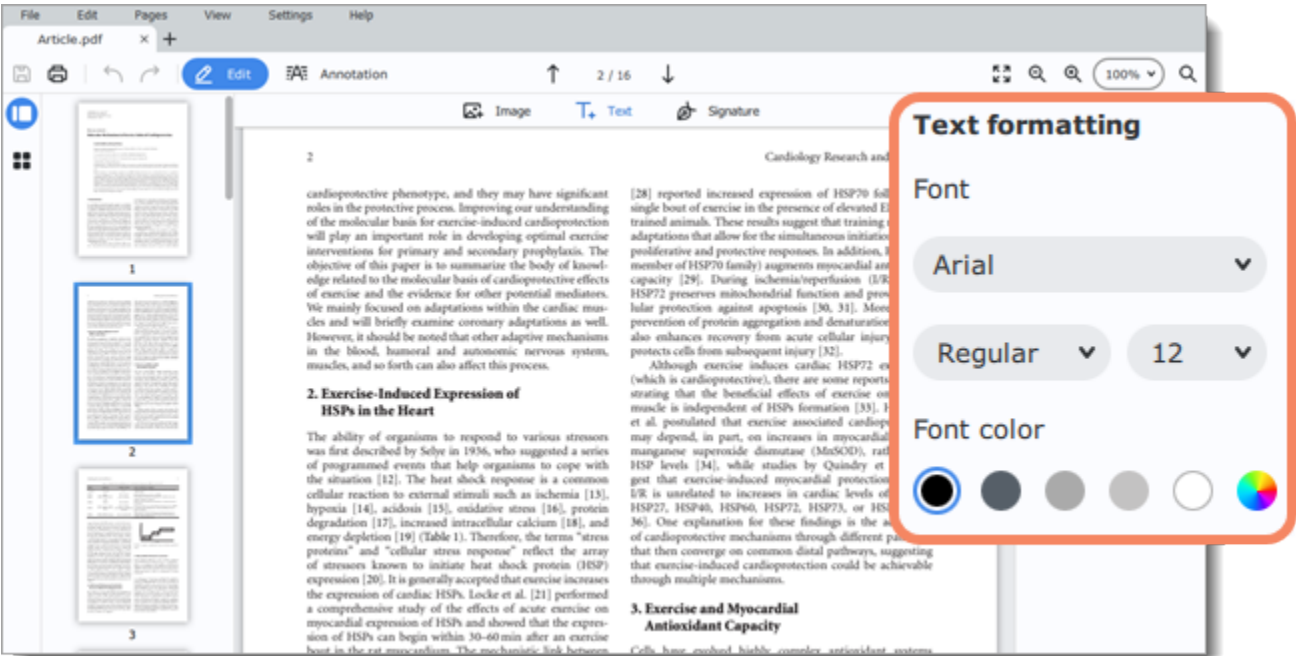 File Edit Pages View Settings Help
Article.pdf
Edit Annotation 2 / 16 100%
Image Text Signature
1
2
3
2 Cardiology Research and
cardioprotective phenotype, and they may have significant
roles in the protective process. Improving our understanding
of the molecular basis for exercise-induced cardioprotection
will play an important role in developing optimal exercise
interventions for primary and secondary prophylaxis. The
objective of this paper is to summarize the body of knowl-
edge related to the molecular basis of cardioprotective effects
of exercise and the evidence for other potential mediators.
We mainly focused on adaptations within the cardiac mus-
cles and will briefly examine coronary adaptations as well.
However, it should be noted that other adaptive mechanisms
in the blood, humoral and autonomic nervous system,
muscles, and so forth can also affect this process.
2. Exercise-Induced Expression of
HSPs in the Heart
The ability of organisms to respond to various stressors
was first described by Selye in 1936, who suggested a series
of programmed events that help organisms to cope with
the situation [12]. The heat shock response is a common
cellular reaction to external stimuli such as ischemia [13],
hypoxia [14], acidosis [15], oxidative stress [16], protein
degradation [17], increased intracellular calcium [18], and
energy depletion [19] (Table 1). Therefore, the terms "stress
proteins" and "cellular stress response" reflect the array
of stressors known to initiate heat shock protein (HSP)
expression [20]. It is generally accepted that exercise increases
the expression of cardiac HSPs. Locke et al. [21] performed
a comprehensive study of the effects of acute exercise on
myocardial expression of HSPs and showed that the expres-
sion of HSPs can begin within 30–60 min after an exercise
bout in the rat myocardium. The mechanistic link between
[28] reported increased expression of HSP70
single bout of exercise in the presence of elevated
trained animals. These results suggest that training
adaptations that allow for the simultaneous
proliferative and protective responses. In addition,
member of HSP70 family) augments myocardial
capacity [29]. During ischemia/reperfusion
HSP72 preserves mitochondrial function and
lular protection against apoptosis [30, 31].
prevention of protein aggregation and
also enhances recovery from acute cellular injury
protects cells from subsequent injury [32].
Although exercise induces cardiac HSP72
(which is cardioprotective), there are some reports
strating that the beneficial effects of exercise on
muscle is independent of HSPs formation [33].
et al. postulated that exercise associated
may depend, in part, on increases in myocardial
manganese superoxide dismutase (MnSOD),
HSP levels [34], while studies by Quindry et
gest that exercise-induced myocardial
I/R is unrelated to increases in cardiac levels of
HSP27, HSP40, HSP60, HSP72, HSP73, or
36]. One explanation for these findings is the
of cardioprotective mechanisms through different
that then converge on common distal pathways, suggesting
that exercise-induced cardioprotection could be achievable
through multiple mechanisms.
3. Exercise and Myocardial
Antioxidant Capacity
Cells have evolved highly complex antioxidant systems
Text formatting
Font
Arial
Regular 12
Font color